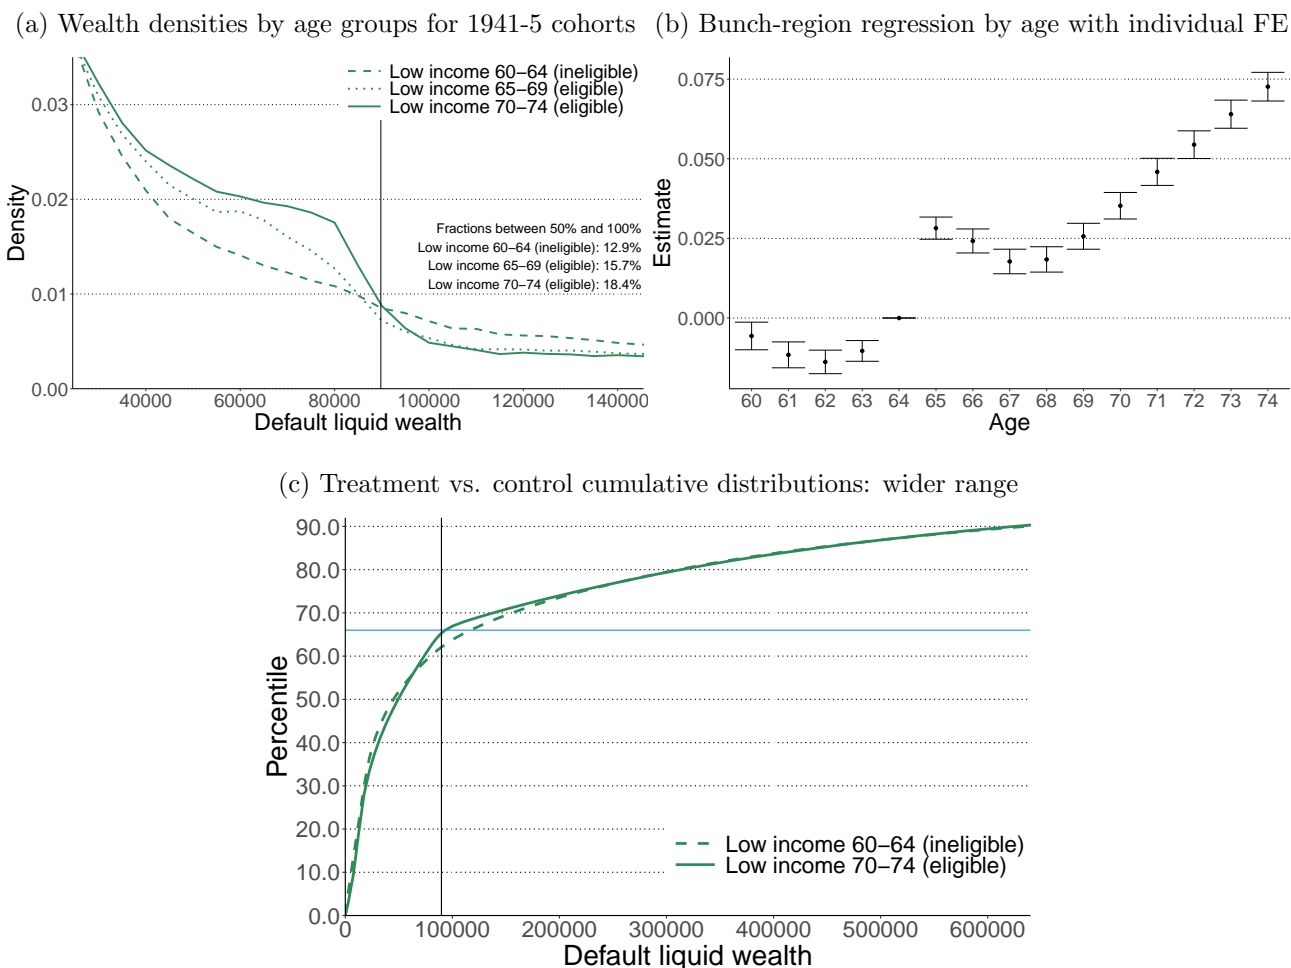 (a) Wealth densities by age groups for 1941-5 cohorts
Low income 60−64 (ineligible)
Low income 65−69 (eligible)
Low income 70−74 (eligible)
0.03
0.02
0.01
0.00
Density
Fractions between 50% and 100%
Low income 60−64 (ineligible): 12.9%
Low income 65−69 (eligible): 15.7%
Low income 70−74 (eligible): 18.4%
40000 60000 80000 100000 120000 140000
Default liquid wealth
(b) Bunch-region regression by age with individual FE
0.075
0.050
0.025
0.000
Estimate
60 61 62 63 64 65 66 67 68 69 70 71 72 73 74
Age
(c) Treatment vs. control cumulative distributions: wider range
90.0
80.0
70.0
60.0
50.0
40.0
30.0
20.0
10.0
0.0
Percentile
Low income 60−64 (ineligible)
Low income 70−74 (eligible)
0 100000 200000 300000 400000 500000 600000
Default liquid wealth